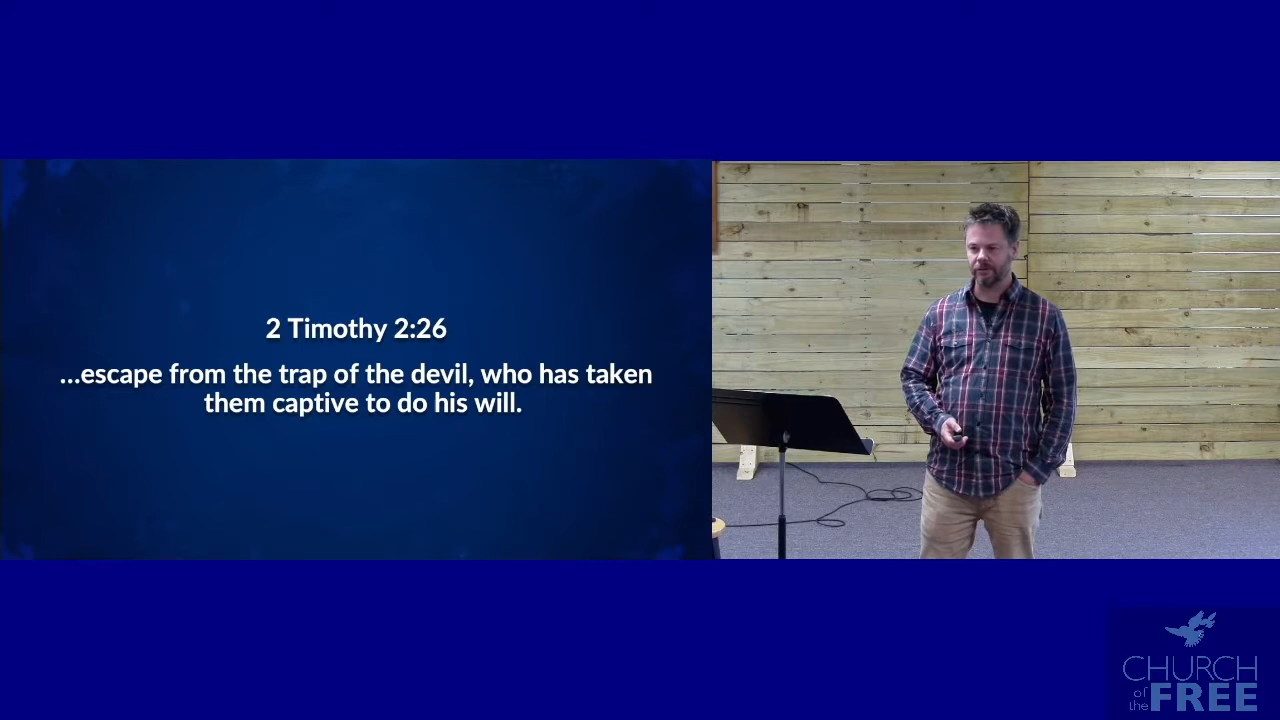 2 Timothy 2:26
...escape from the trap of the devil, who has taken
them captive to do his will.
CHURCH
of the FREE